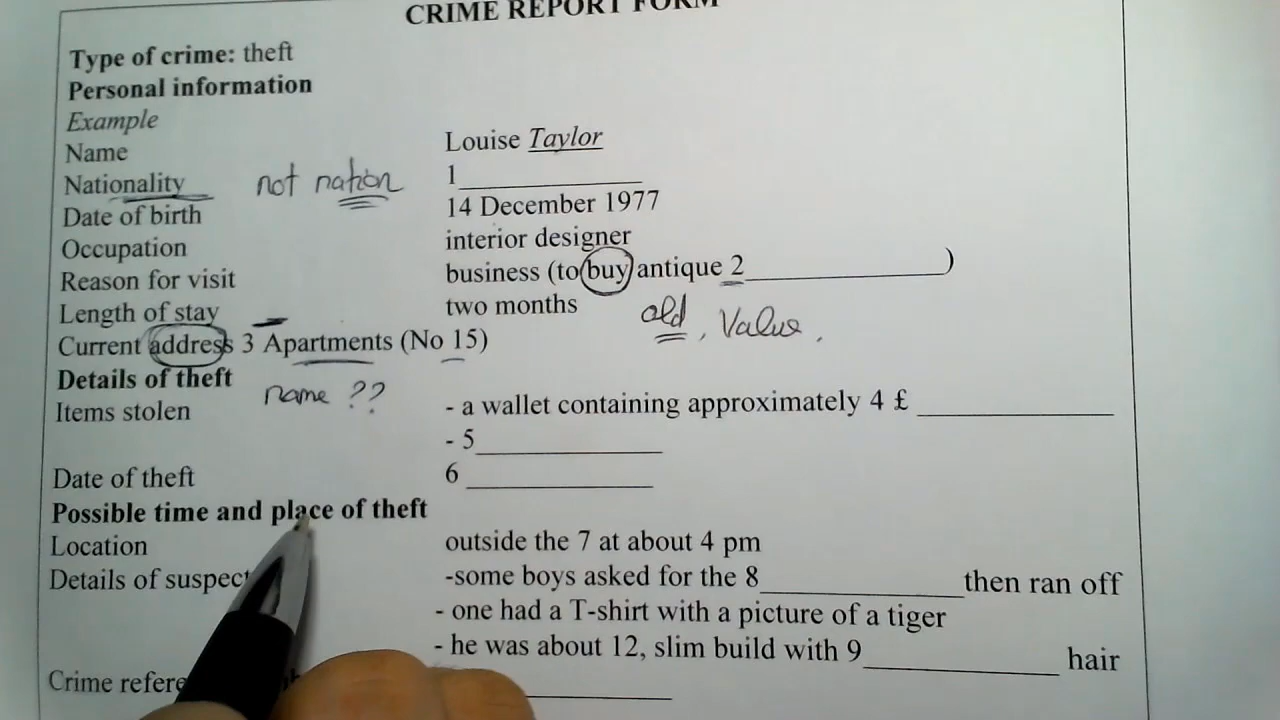 CRIME REPORT FORM
Type of crime: theft
Personal information
Example
Name Louise Taylor
Nationality not nation 1
Date of birth 14 December 1977
Occupation interior designer
Reason for visit business (to buy antique 2 )
Length of stay two months
old, Value,
Current address 3 Apartments (No 15)
Details of theft
name ??
Items stolen - a wallet containing approximately 4 £
- 5
Date of theft 6
Possible time and place of theft
Location outside the 7 at about 4 pm
Details of suspect -some boys asked for the 8 then ran off
- one had a T-shirt with a picture of a tiger
- he was about 12, slim build with 9 hair
Crime